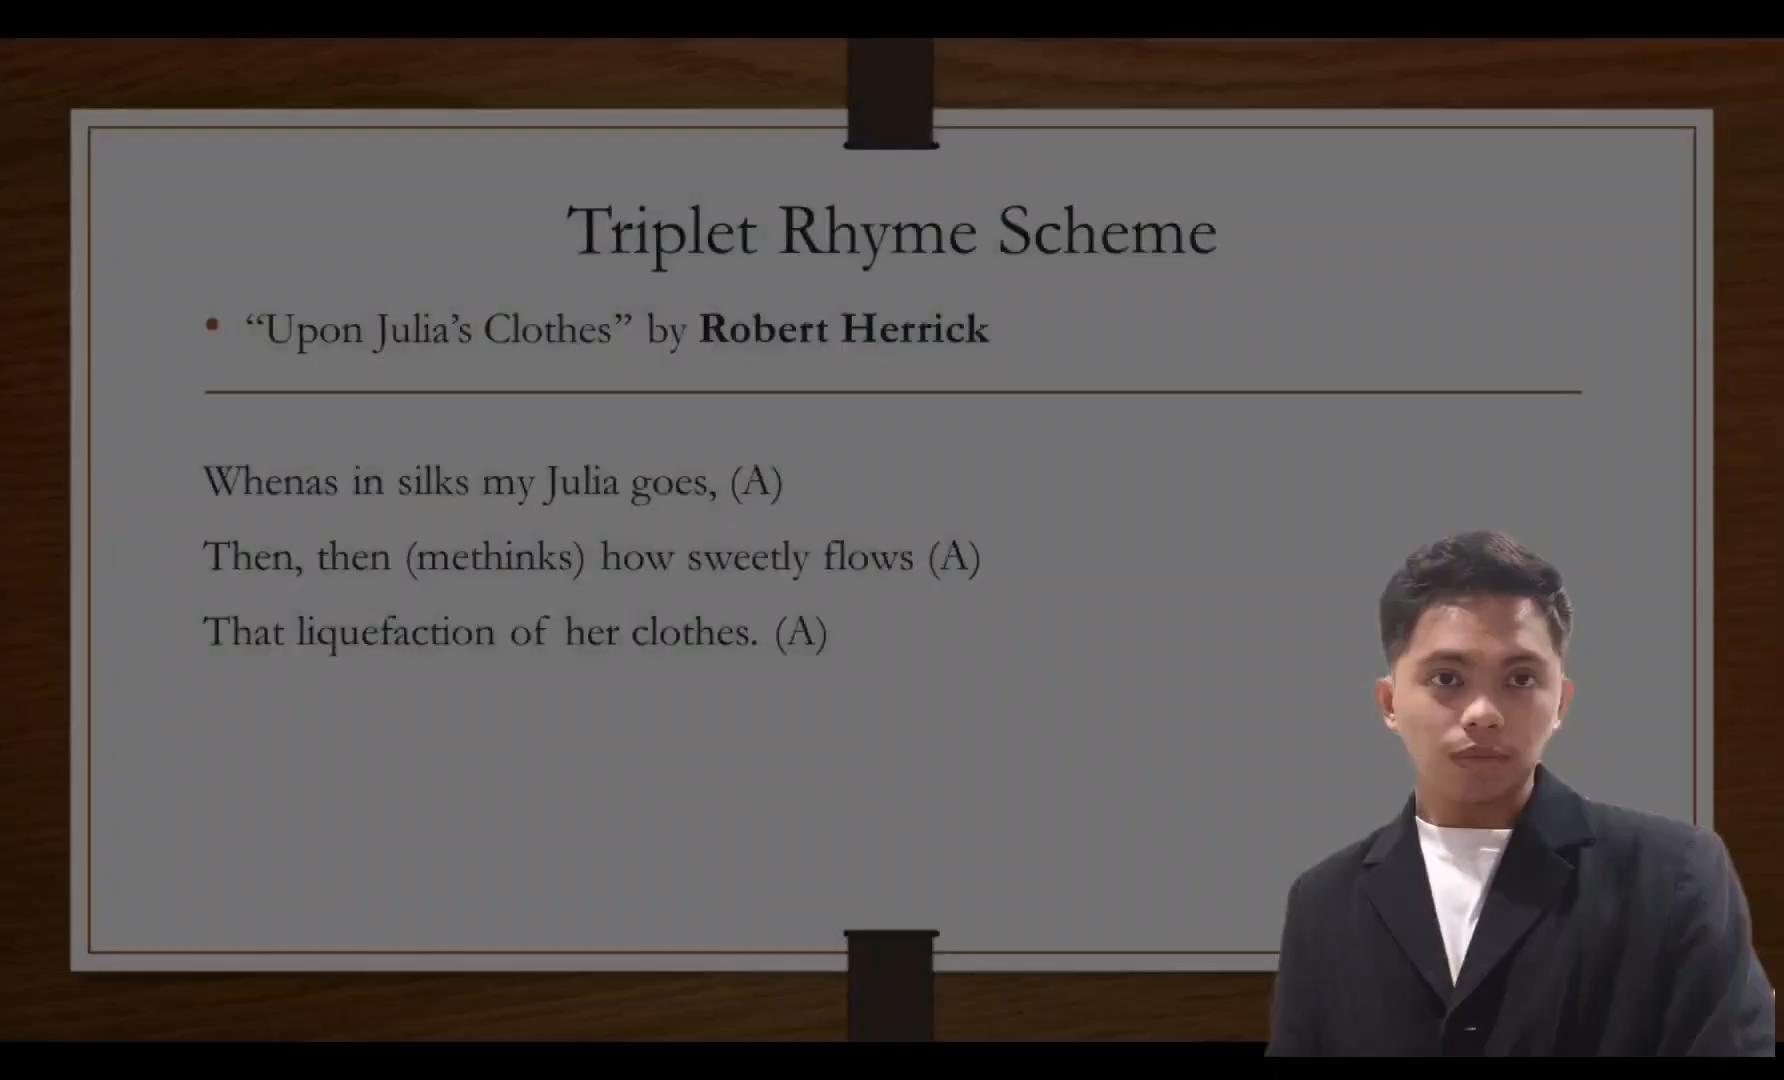 Triplet Rhyme Scheme
• “Upon Julia’s Clothes” by Robert Herrick
Whenas in silks my Julia goes, (A)
Then, then (methinks) how sweetly flows (A)
That liquefaction of her clothes. (A)